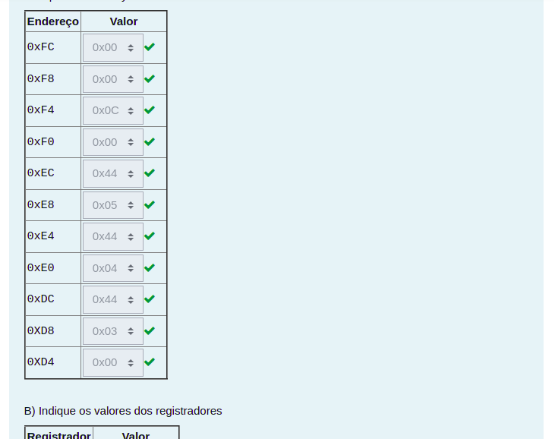 Endereço Valor
0xFC 0x00
0xF8 0x00
0xF4 0x0C
0xF0 0x00
0xEC 0x44
0xE8 0x05
0xE4 0x44
0xE0 0x04
0xDC 0x44
0XD8 0x03
0XD4 0x00
B) Indique os valores dos registradores
Registrador Valor